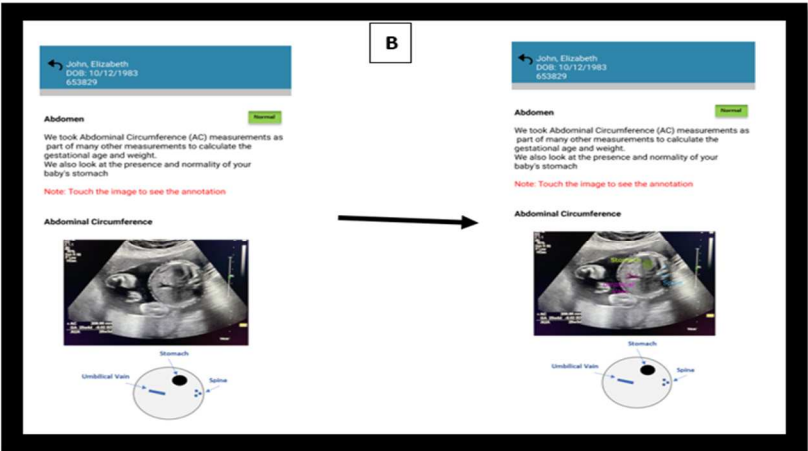 B
John, Elizabeth
DOB: 10/12/1983
653829
Abdomen
Normal
We took Abdominal Circumference (AC) measurements as
part of many other measurements to calculate the
gestational age and weight.
We also look at the presence and normality of your
baby's stomach
Note: Touch the image to see the annotation
Abdominal Circumference
Stomach
Umbilical Vain
Spine
John, Elizabeth
DOB: 10/12/1983
653829
Abdomen
Normal
We took Abdominal Circumference (AC) measurements as
part of many other measurements to calculate the
gestational age and weight.
We also look at the presence and normality of your
baby's stomach
Note: Touch the image to see the annotation
Abdominal Circumference
Stomach
Stomach
Umbilical Vain
Spine